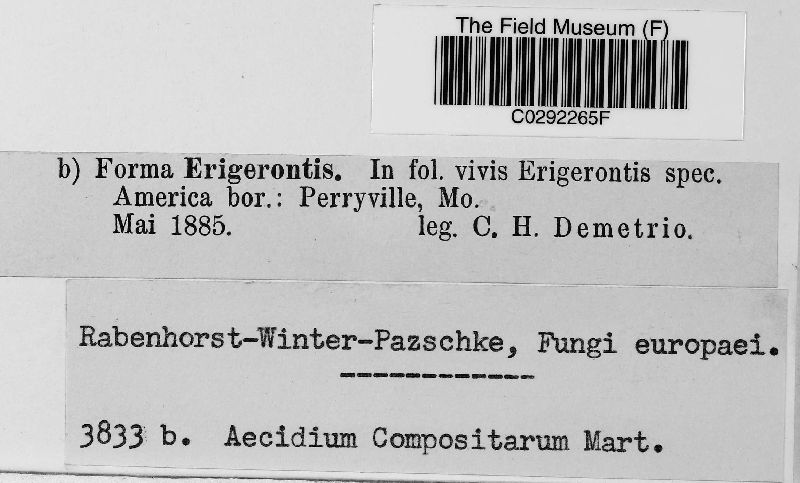 The Field Museum (F)
C0292265F
b) Forma Erigerontis. In fol. vivis Erigerontis spec.
America bor.: Perryville, Mo.
Mai 1885. leg. C. H. Demetrio.
Rabenhorst-Winter-Pazschke, Fungi europaei.
------------
3833 b. Aecidium Compositarum Mart.